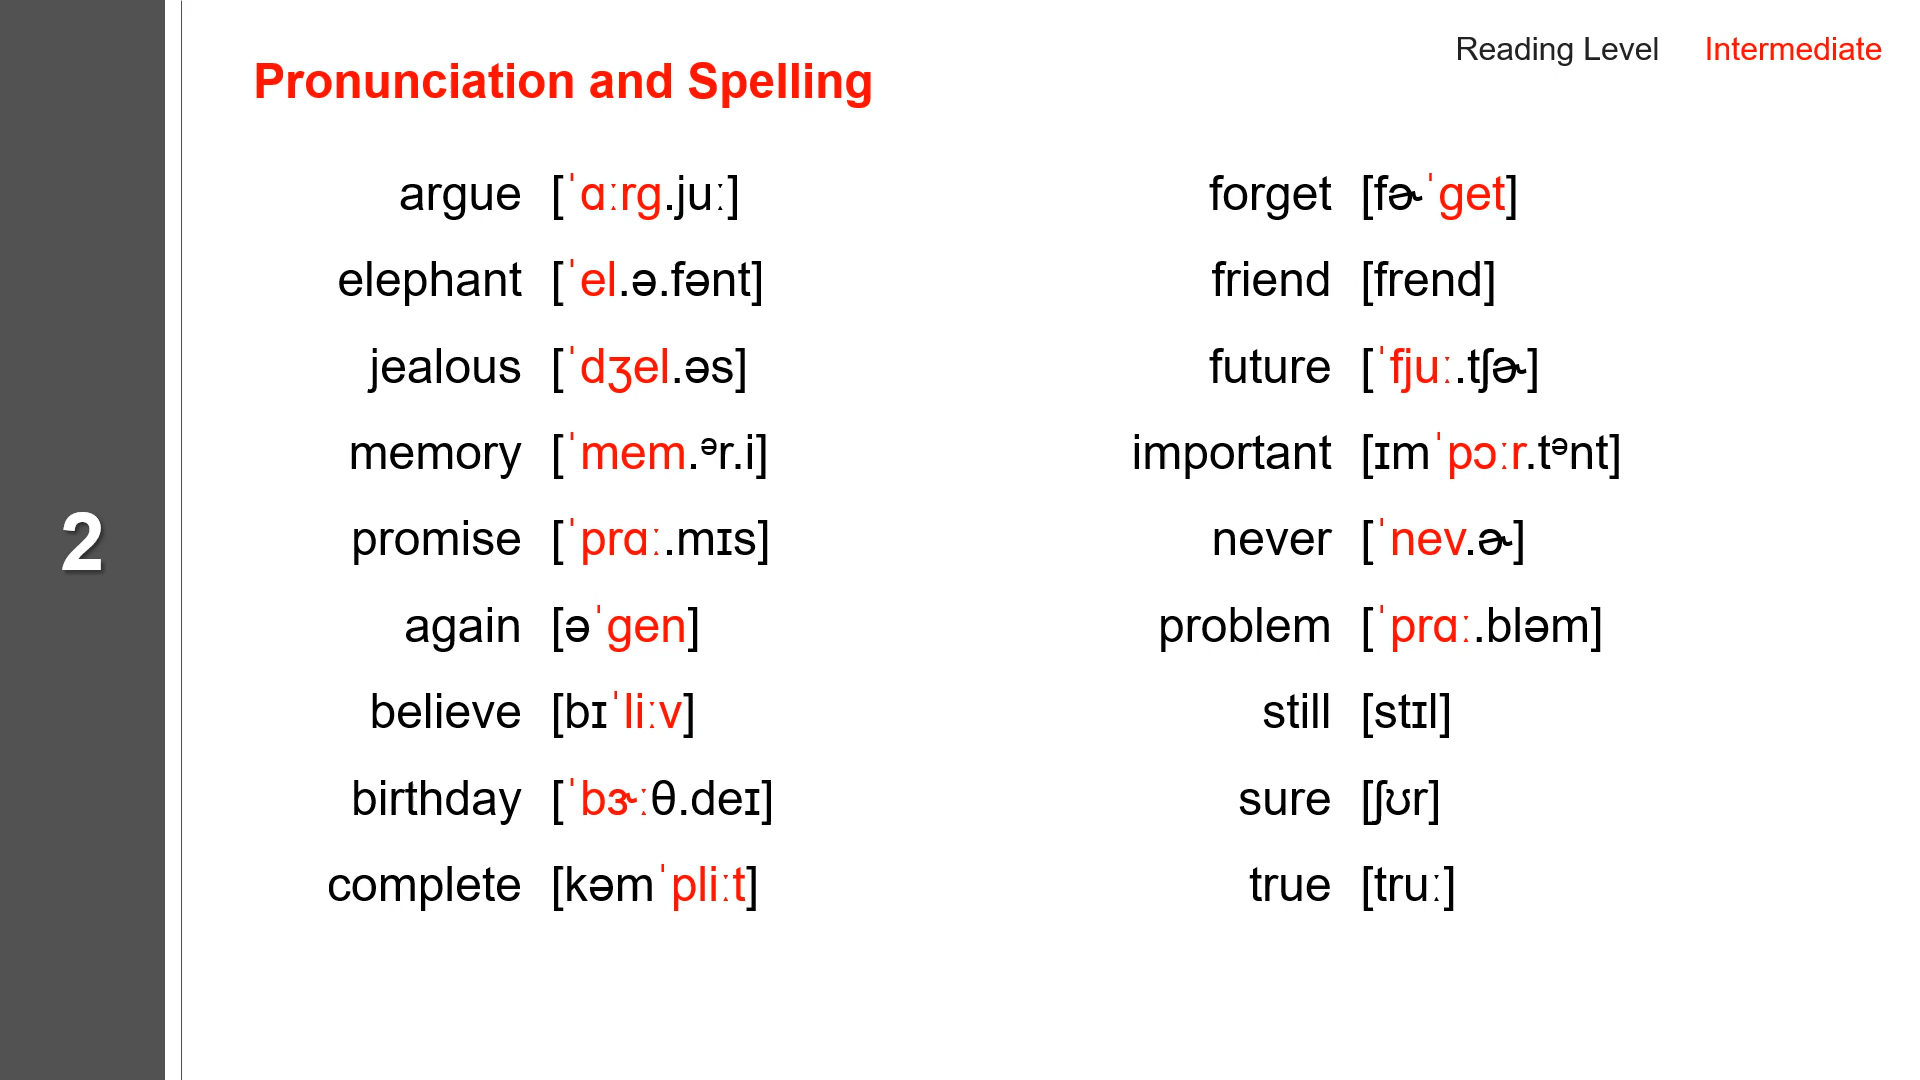 Reading Level Intermediate
Pronunciation and Spelling
argue [ˈɑːrg.juː]
elephant [ˈel.ə.fənt]
jealous [ˈdʒel.əs]
memory [ˈmem.ᵊr.i]
promise [ˈprɑː.mɪs]
again [əˈgen]
believe [bɪˈliːv]
birthday [ˈbɝːθ.deɪ]
complete [kəmˈpliːt]
forget [fɚˈget]
friend [frend]
future [ˈfjuː.tʃɚ]
important [ɪmˈpɔːr.tᵊnt]
never [ˈnev.ɚ]
problem [ˈprɑː.bləm]
still [stɪl]
sure [ʃʊr]
true [truː]
2